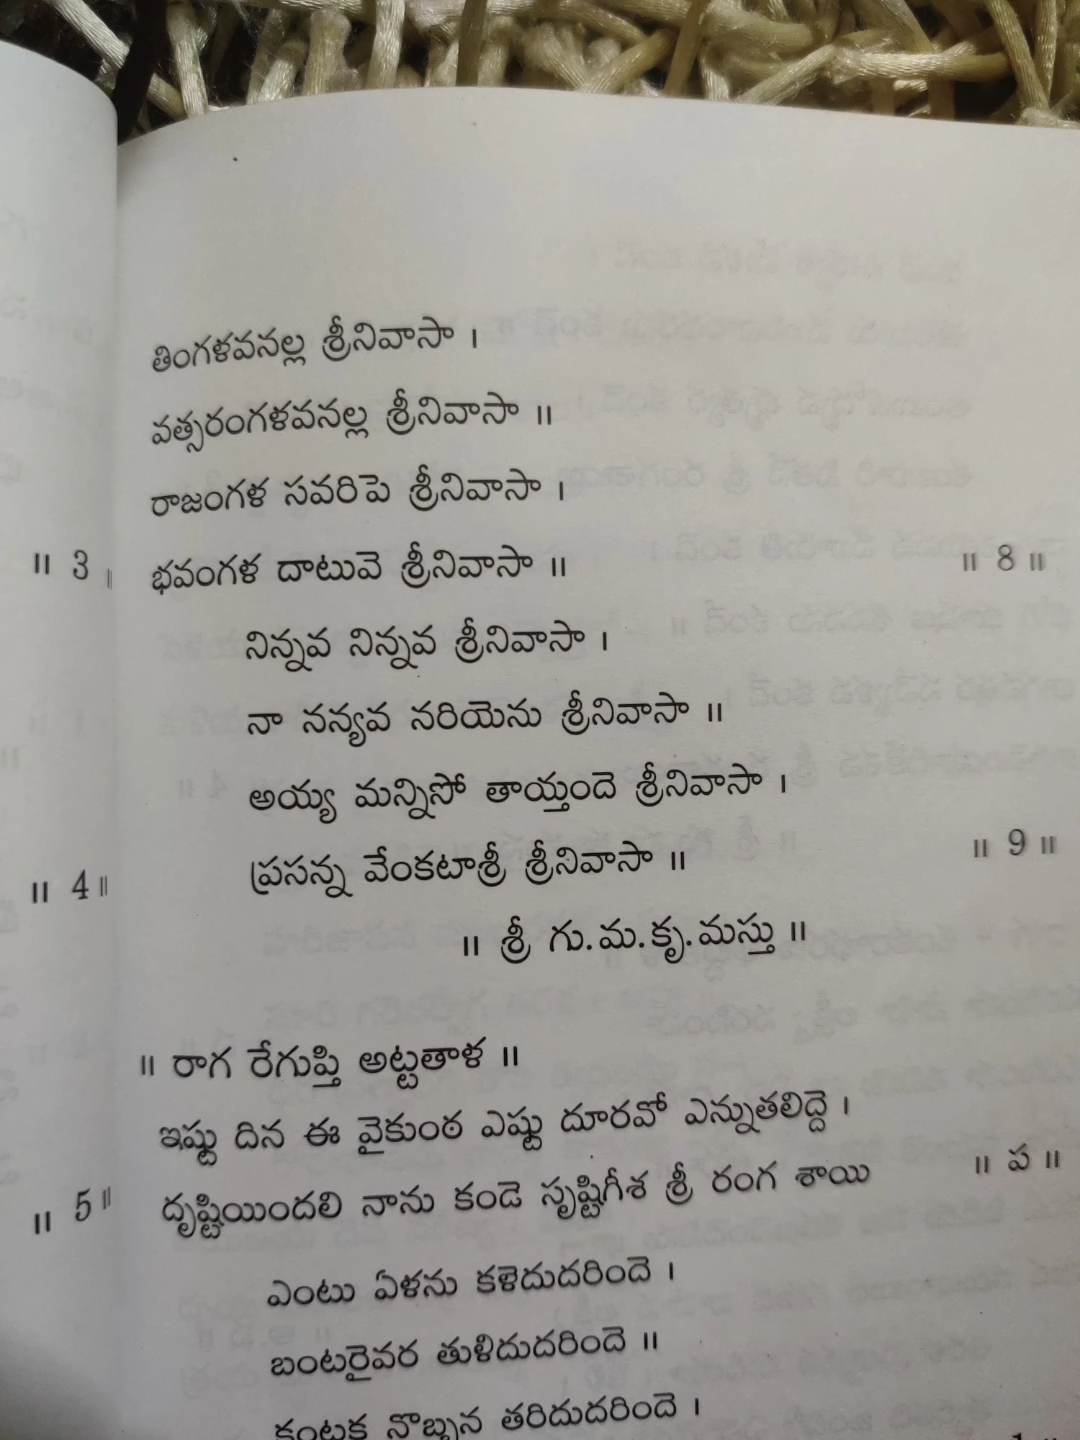 తింగళవనల్ల శ్రీనివాసా ।
వత్సరంగళవనల్ల శ్రీనివాసా ॥
రాజంగళ సవరిపె శ్రీనివాసా ।
॥ 3 ॥
భవంగళ దాటువె శ్రీనివాసా ॥ ॥ 8 ॥
నిన్నవ నిన్నవ శ్రీనివాసా ।
నా నన్యవ నరియెను శ్రీనివాసా ॥
అయ్య మన్నిసో తాయ్తందె శ్రీనివాసా ।
॥ 4 ॥
ప్రసన్న వేంకటాశ్రీ శ్రీనివాసా ॥ ॥ 9 ॥
॥ శ్రీ గు.మ.కృ.మస్తు ॥
॥ రాగ రేగుప్తి అట్టతాళ ॥
ఇష్టు దిన ఈ వైకుంఠ ఎష్టు దూరవో ఎన్నుతలిద్దె ।
॥ 5 ॥
దృష్టియిందలి నాను కండె సృష్టిగీశ శ్రీ రంగ శాయి ॥ ప ॥
ఎంటు ఏళను కళెదుదరిందె ।
బంటరైవర తుళిదుదరిందె ॥
కంటక నొబ్బన తరిదుదరిందె ।